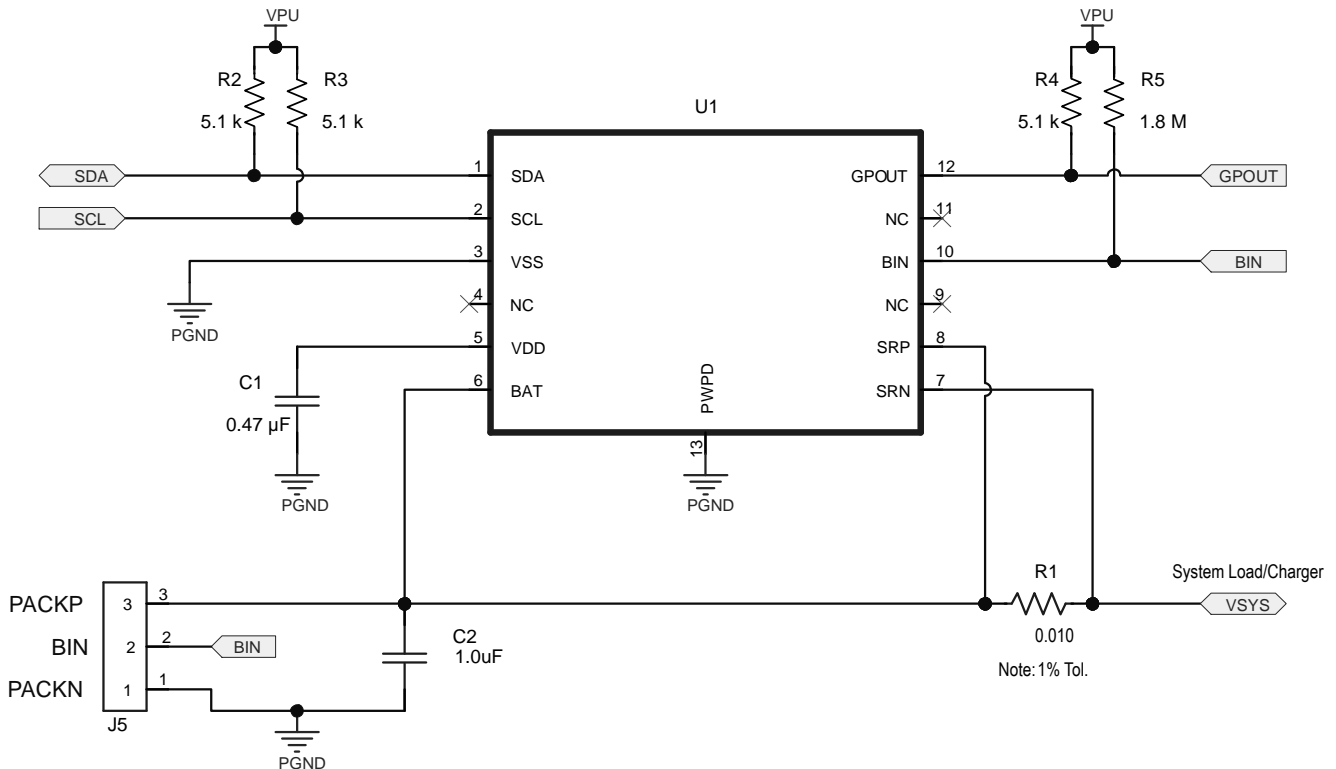 VPU
VPU
R2
R3
5.1 k
5.1 k
R4
R5
5.1 k
1.8 M
U1
SDA
1
SDA
GPOUT
12
GPOUT
SCL
2
SCL
NC
11
3
VSS
BIN
10
BIN
PGND
4
NC
NC
9
5
VDD
SRP
8
C1
0.47 µF
6
BAT
SRN
7
PWPD
13
PGND
PGND
PACKP
3
3
BIN
2
2
BIN
PACKN
1
1
J5
C2
1.0uF
PGND
R1
0.010
Note: 1% Tol.
System Load/Charger
VSYS